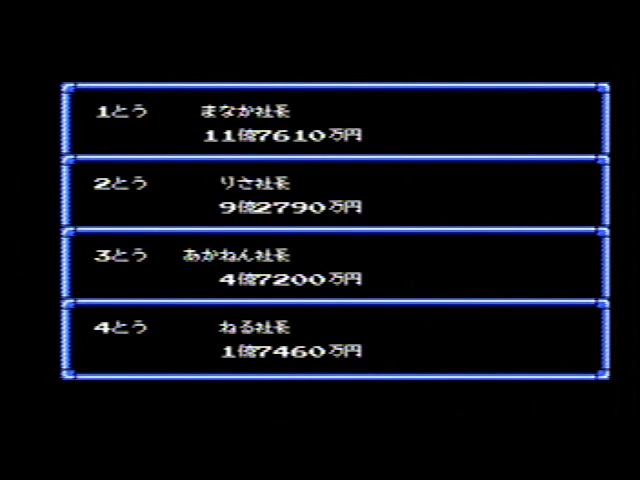 1とう まなか社長
11億7610万円
2とう りさ社長
9億2790万円
3とう あかねん社長
4億7200万円
4とう ねる社長
1億7460万円